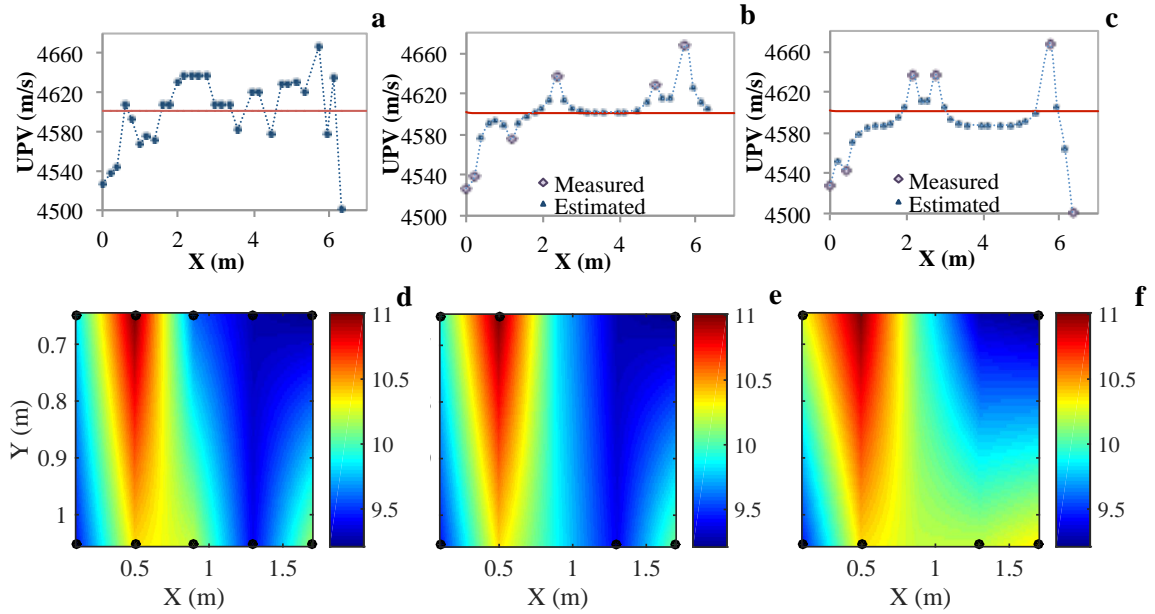 a
UPV (m/s)
4660
4620
4580
4540
4500
0
2
4
6
X (m)
b
UPV (m/s)
4660
4620
4580
4540
4500
Measured
Estimated
0
2
4
6
X (m)
c
UPV (m/s)
4660
4620
4580
4540
4500
Measured
Estimated
0
2
4
6
X (m)
d
Y (m)
0.7
0.8
0.9
1
0.5
1
1.5
X (m)
11
10.5
10
9.5
e
0.5
1
1.5
X (m)
11
10.5
10
9.5
f
0.5
1
1.5
X (m)
11
10.5
10
9.5